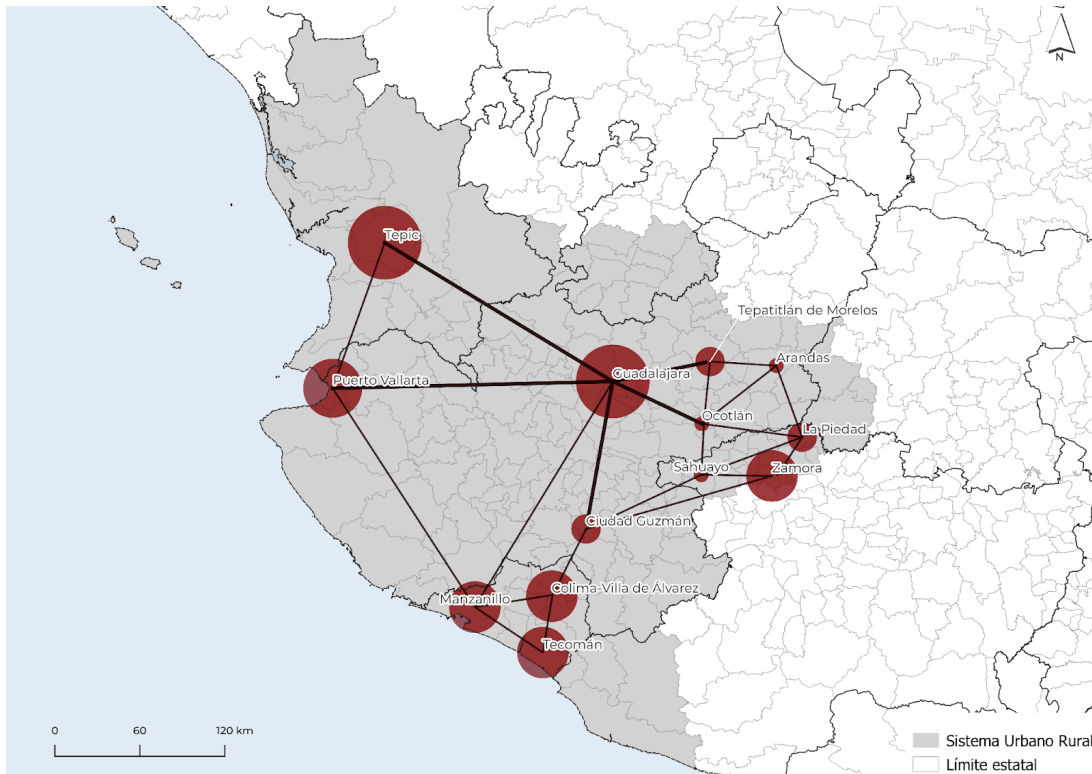 N
Tepic
Tepatitlán de Morelos
Arandas
Guadalajara
Puerto Vallarta
Ocotlán
La Piedad
Sahuayo
Zamora
Ciudad Guzmán
Colima-Villa de Álvarez
Manzanillo
Tecomán
0 60 120 km
Sistema Urbano Rural
Límite estatal